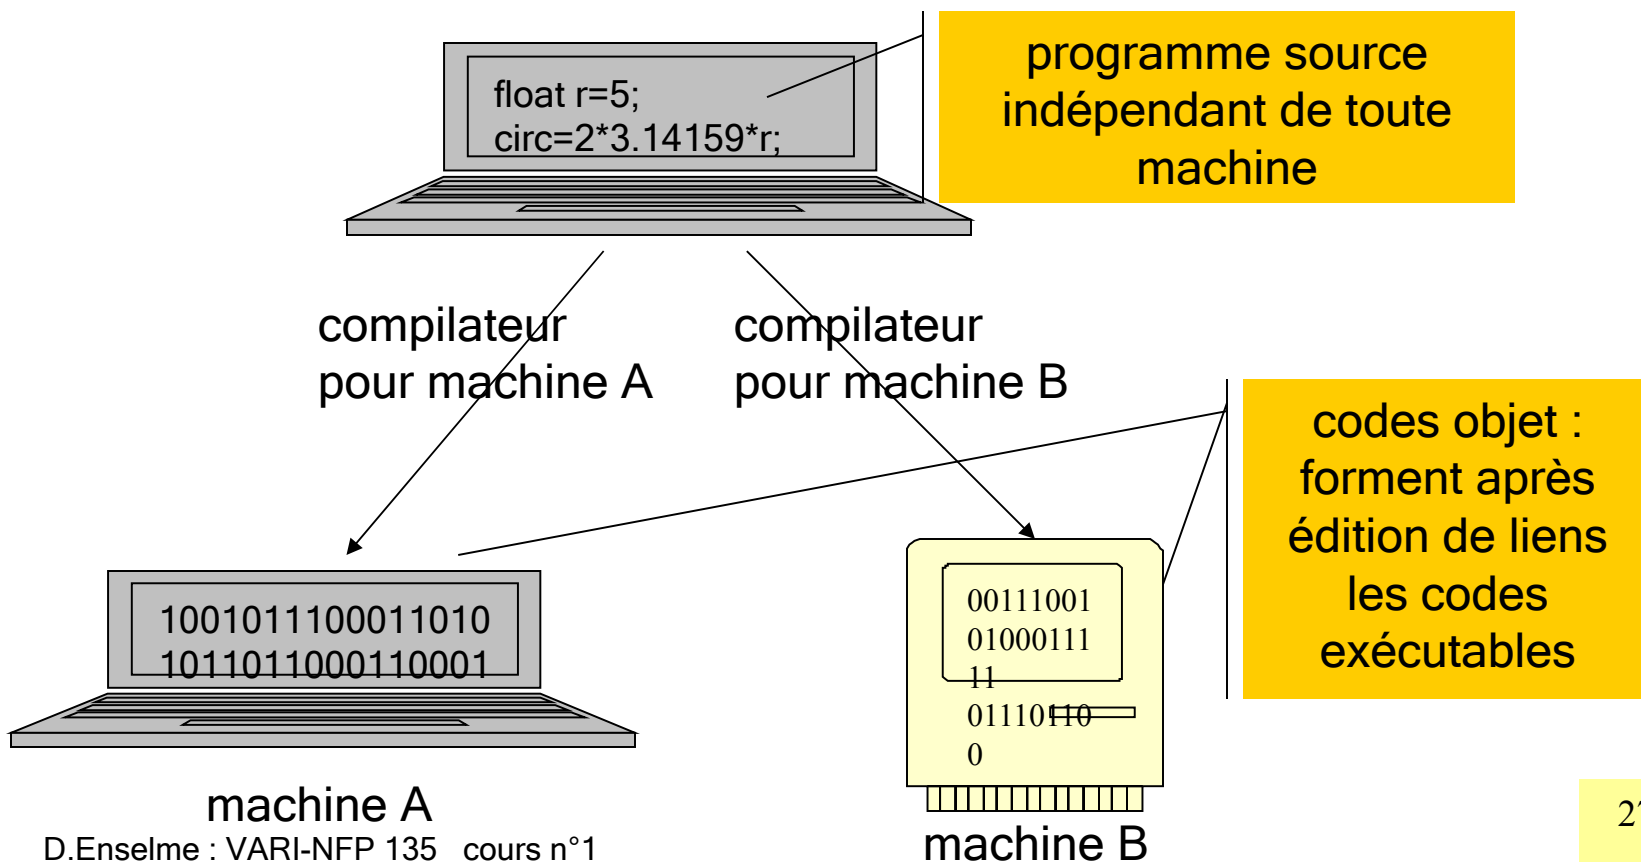 float r=5;
circ=2*3.14159*r;
programme source
indépendant de toute
machine
compilateur
pour machine A
compilateur
pour machine B
codes objet :
forment après
édition de liens
les codes
exécutables
1001011100011010
1011011000110001
00111001
01000111
11
01110110
0
machine A
machine B
D.Enselme : VARI-NFP 135 cours n°1